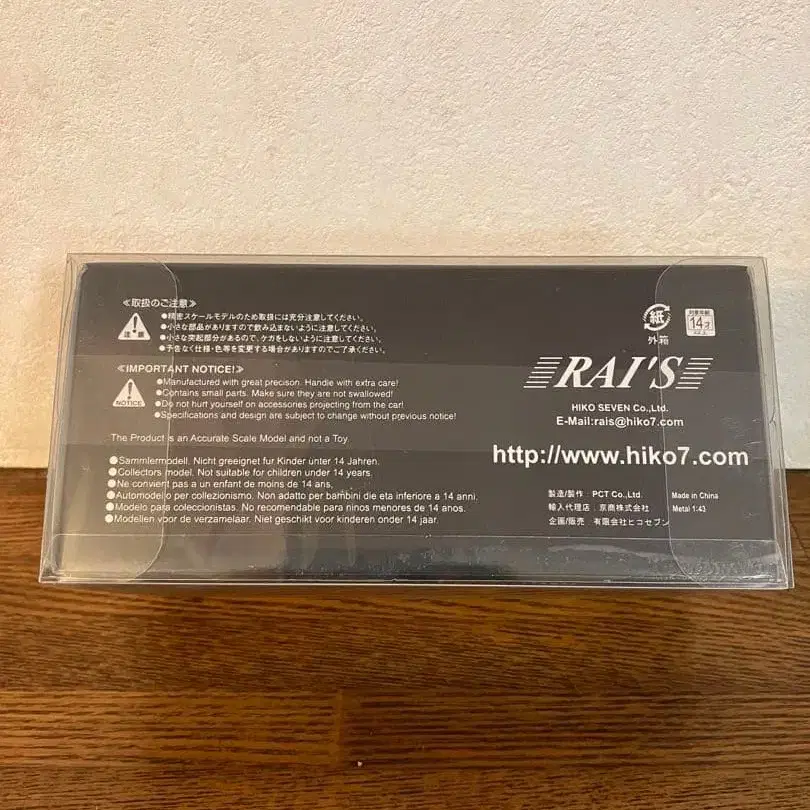 ≪取扱のご注意≫
注意
●精密スケールモデルのため取扱には充分注意してください。
●小さな部品がありますので飲み込まないように注意してください。
●小さな突起部分があるので、ケガをしないように注意してください。
●予告なく仕様・色等を変更する場合がありますのでご了承ください。
≪IMPORTANT NOTICE!≫
NOTICE
●Manufactured with great precison. Handle with extra care!
●Contains small parts. Make sure they are not swallowed!
●Do not hurt yourself on accessories projecting from the car!
●Specifications and design are subject to change without previous notice!
The Product is an Accurate Scale Model and not a Toy.
●Sammlermodell. Nicht greeignet fur Kinder unter 14 Jahren.
●Collectors model. Not suitable for children under 14 years.
●Ne convient pas a un enfant de moins de 14 ans.
●Automodello per collezionismo. Non adatto per bambini die eta inferiore a 14 anni.
●Modelo para coleccionistas. No recomendable para ninos menores de 14 anos.
●Modellen voor de verzamelaar. Niet geschikt voor kinderen onder 14 jaar.
紙
外箱
対象年齢
14才
以上
RAI'S
HIKO SEVEN Co.,Ltd.
E-Mail:rais@hiko7.com
http://www.hiko7.com
製造/製作 : PCT Co.,Ltd.
輸入代理店 : 京商株式会社
企画/販売 : 有限会社ヒコセブン
Made in China
Metal 1:43